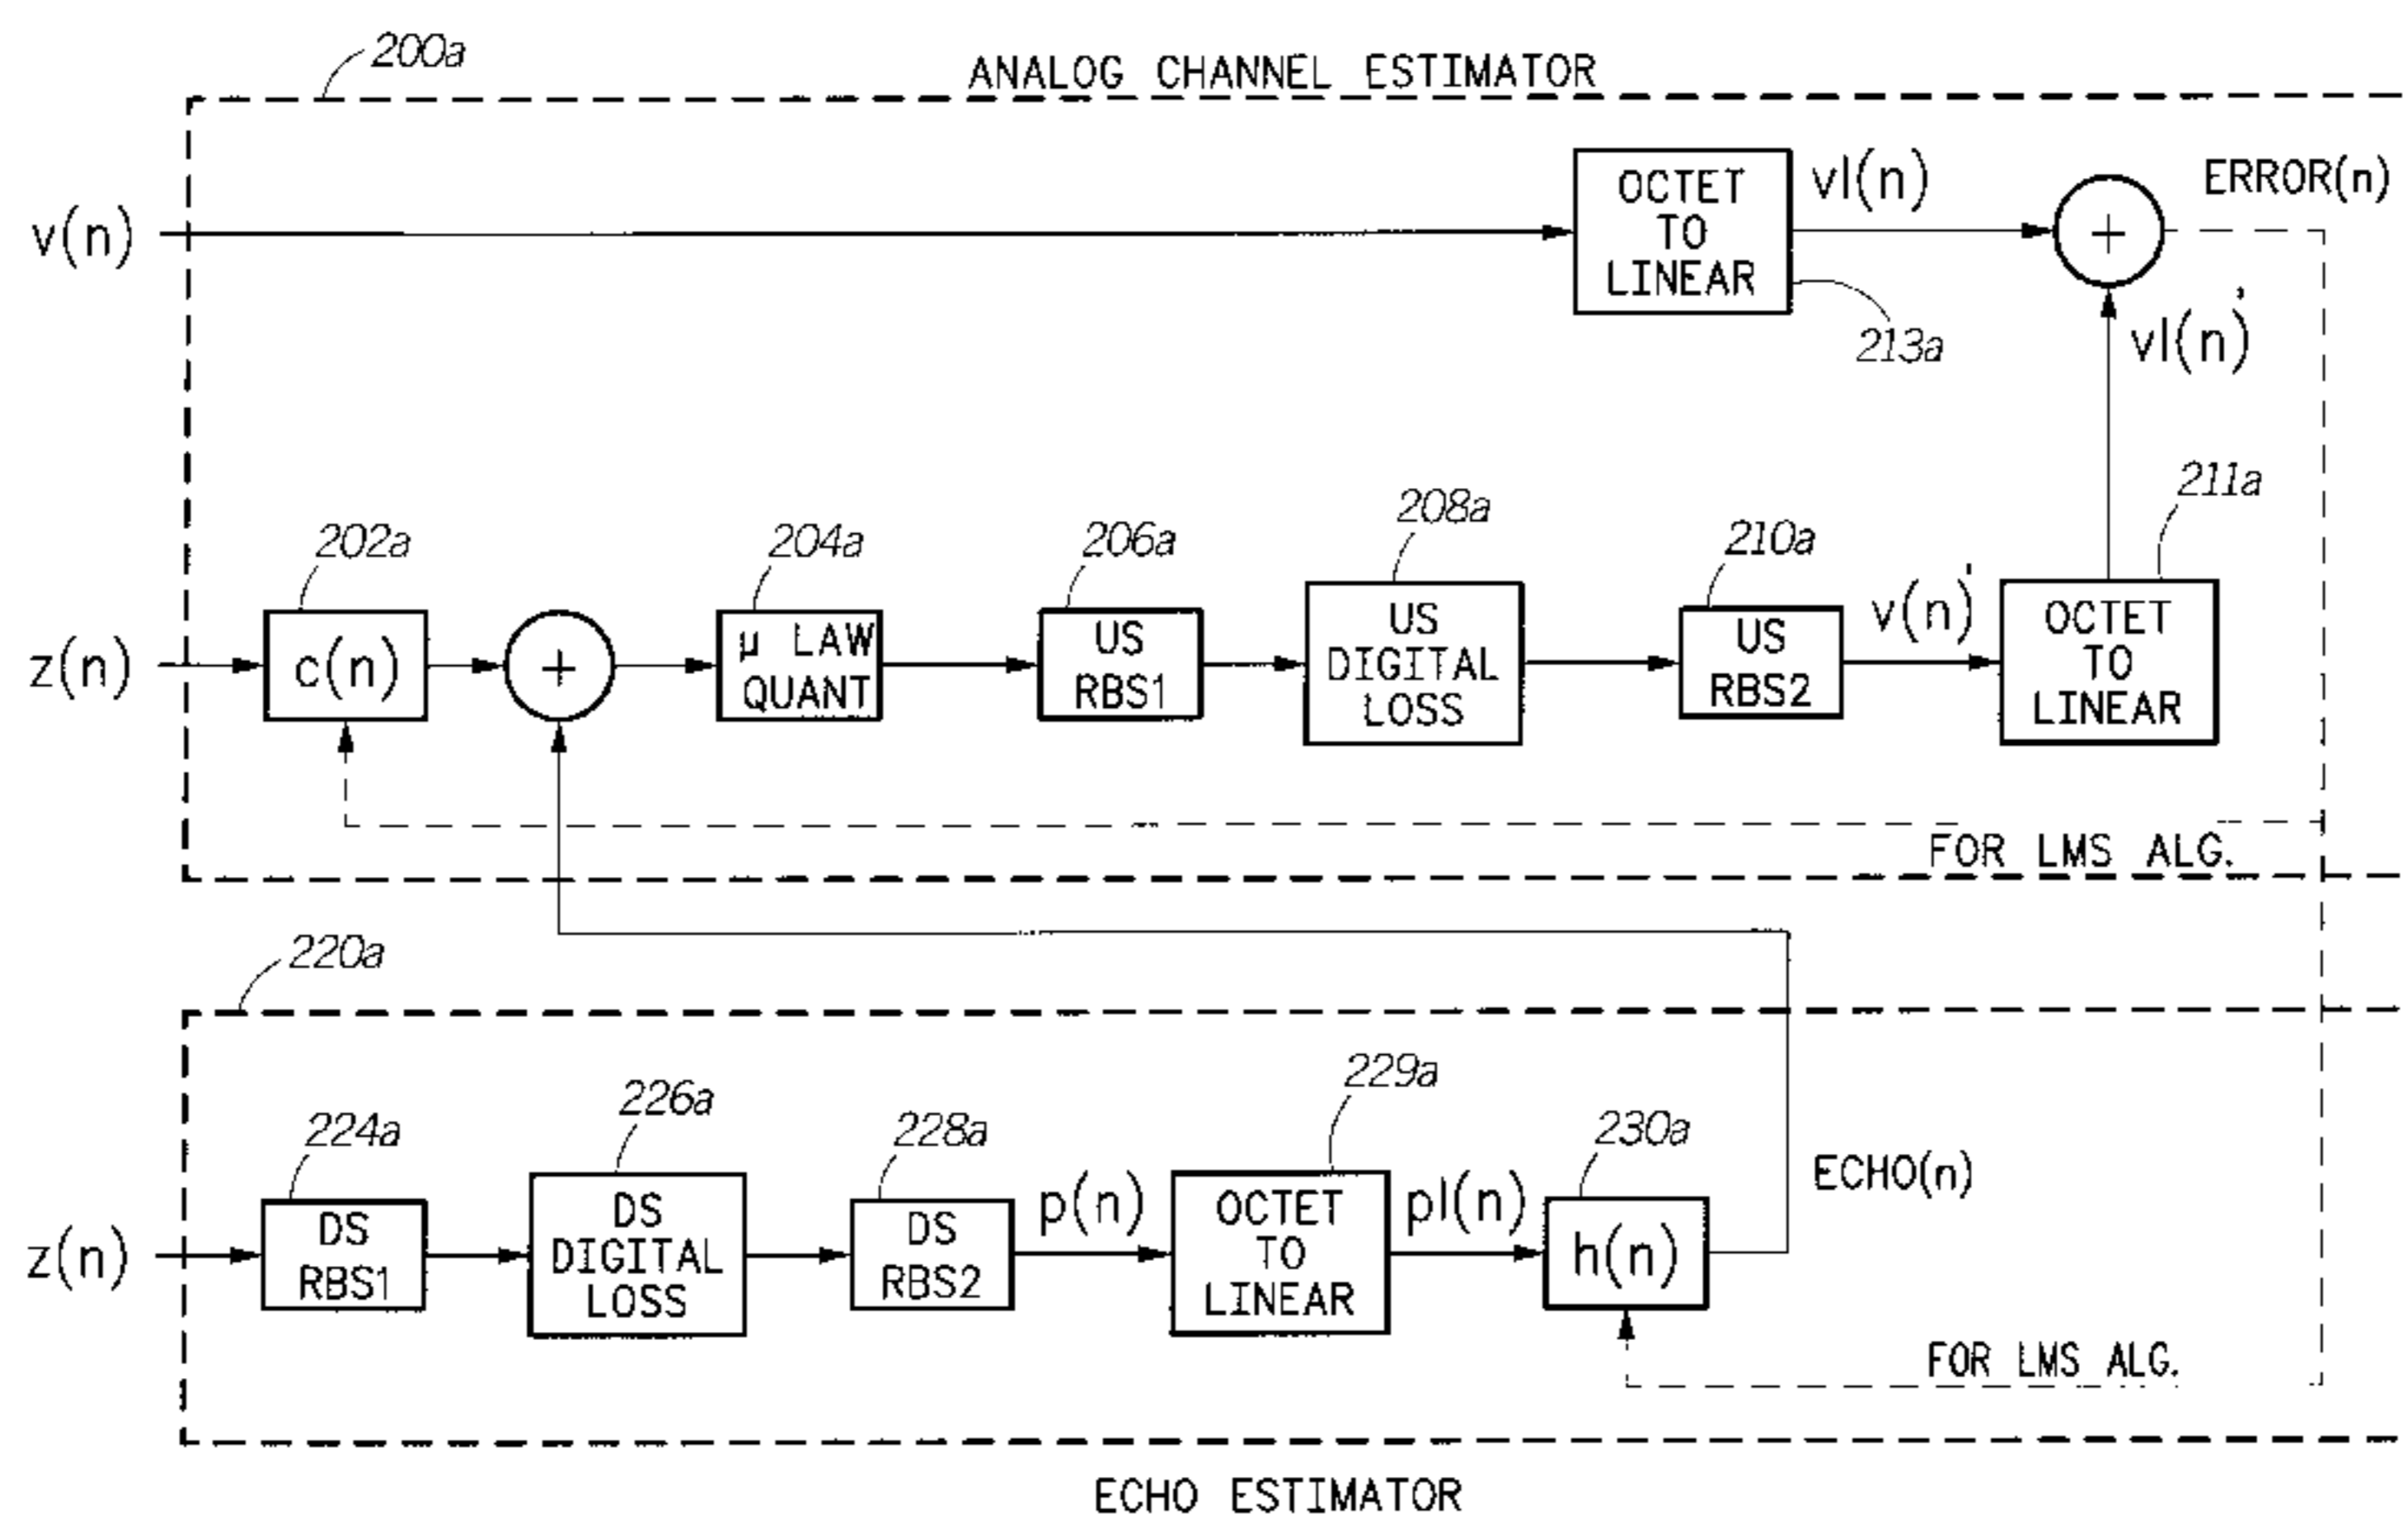 200a
ANALOG CHANNEL ESTIMATOR
v(n)
OCTET
TO
LINEAR
vl(n)
+
ERROR(n)
213a
vl(n)'
z(n)
202a
c(n)
+
204a
μ LAW
QUANT
206a
US
RBS1
208a
US
DIGITAL
LOSS
210a
US
RBS2
v(n)'
211a
OCTET
TO
LINEAR
FOR LMS ALG.
220a
z(n)
224a
DS
RBS1
226a
DS
DIGITAL
LOSS
228a
DS
RBS2
p(n)
229a
OCTET
TO
LINEAR
pl(n)
230a
h(n)
ECHO(n)
FOR LMS ALG.
ECHO ESTIMATOR